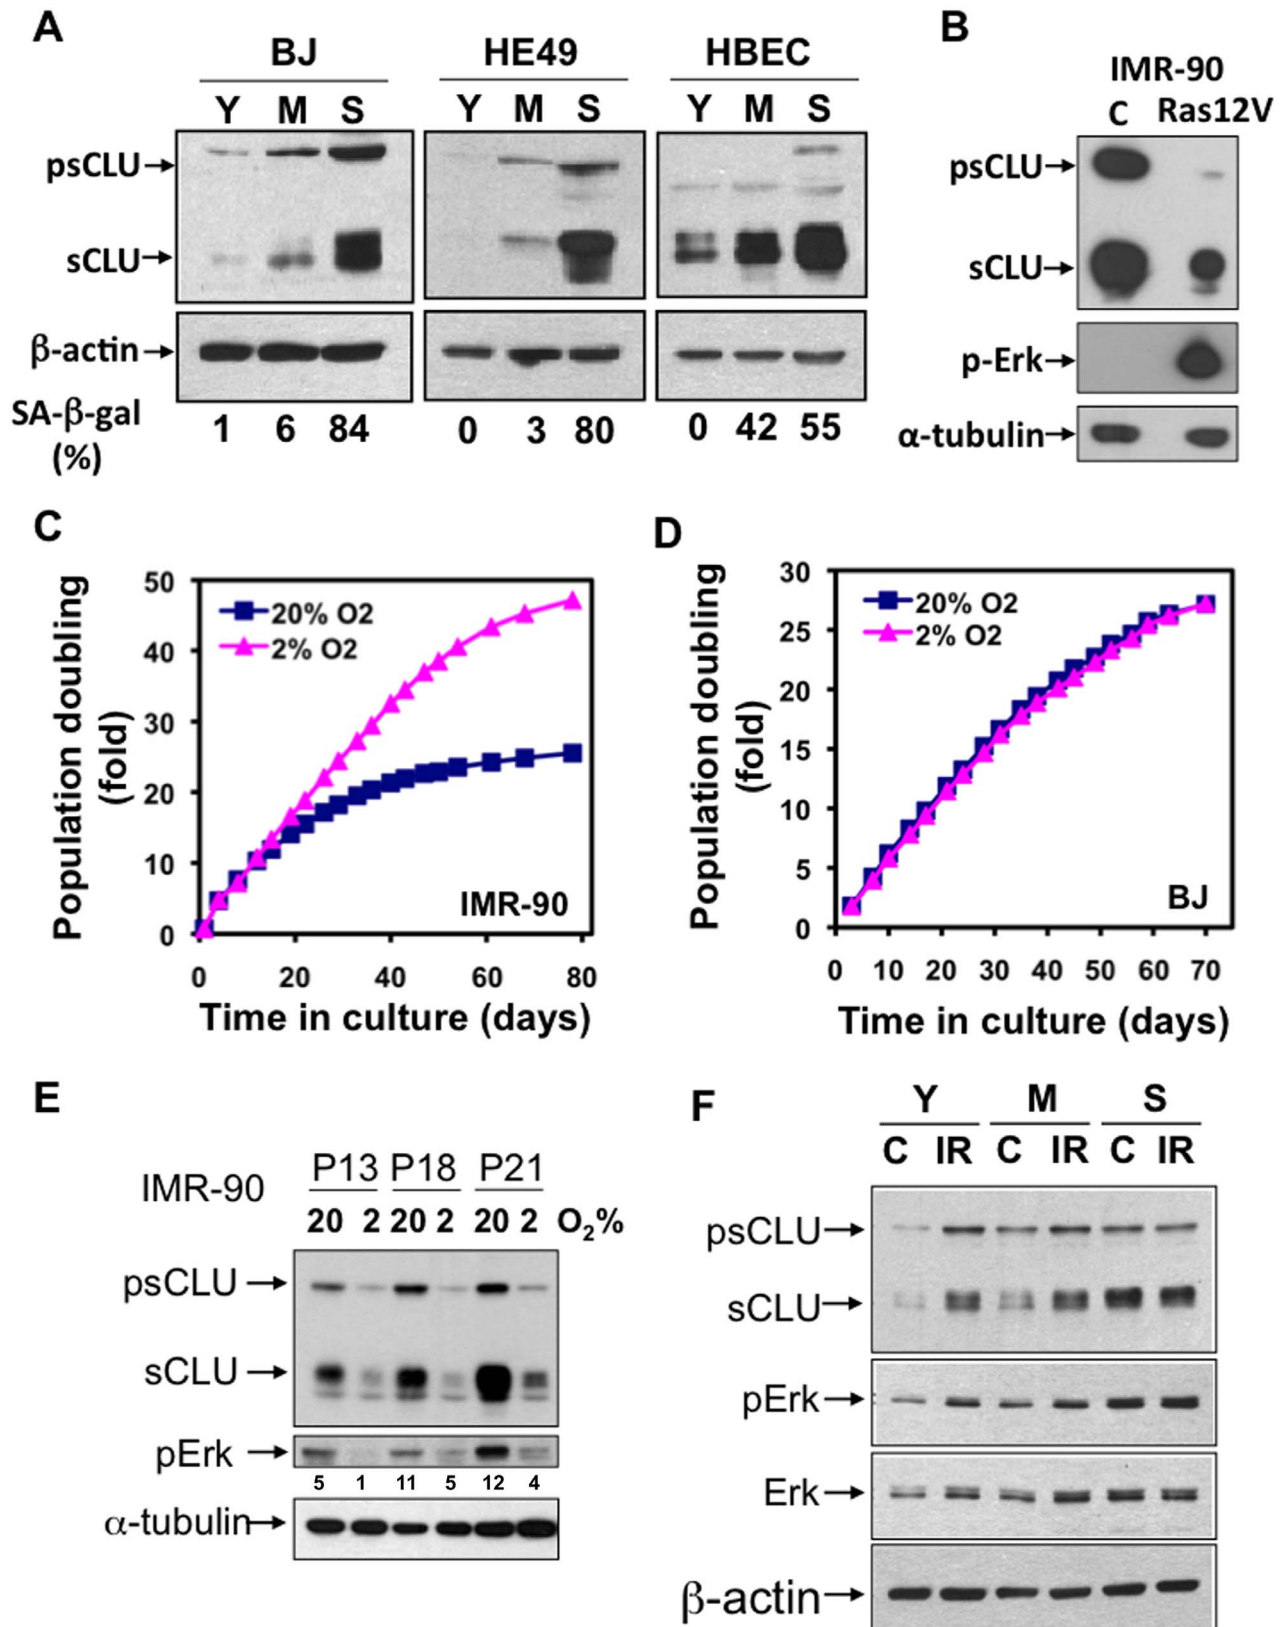 A
BJ HE49 HBEC
Y M S Y M S Y M S
psCLU
sCLU
β-actin
SA-β-gal 1 6 84 0 3 80 0 42 55
(%)
B
IMR-90
C Ras12V
psCLU
sCLU
p-Erk
α-tubulin
C
Population doubling
(fold)
50
40
30
20
10
0
20% O2
2% O2
IMR-90
0 20 40 60 80
Time in culture (days)
D
Population doubling
(fold)
30
25
20
15
10
5
0
20% O2
2% O2
BJ
0 10 20 30 40 50 60 70
Time in culture (days)
E
IMR-90 P13 P18 P21
20 2 20 2 20 2 O2%
psCLU
sCLU
pErk
5 1 11 5 12 4
α-tubulin
F
Y M S
C IR C IR C IR
psCLU
sCLU
pErk
Erk
β-actin